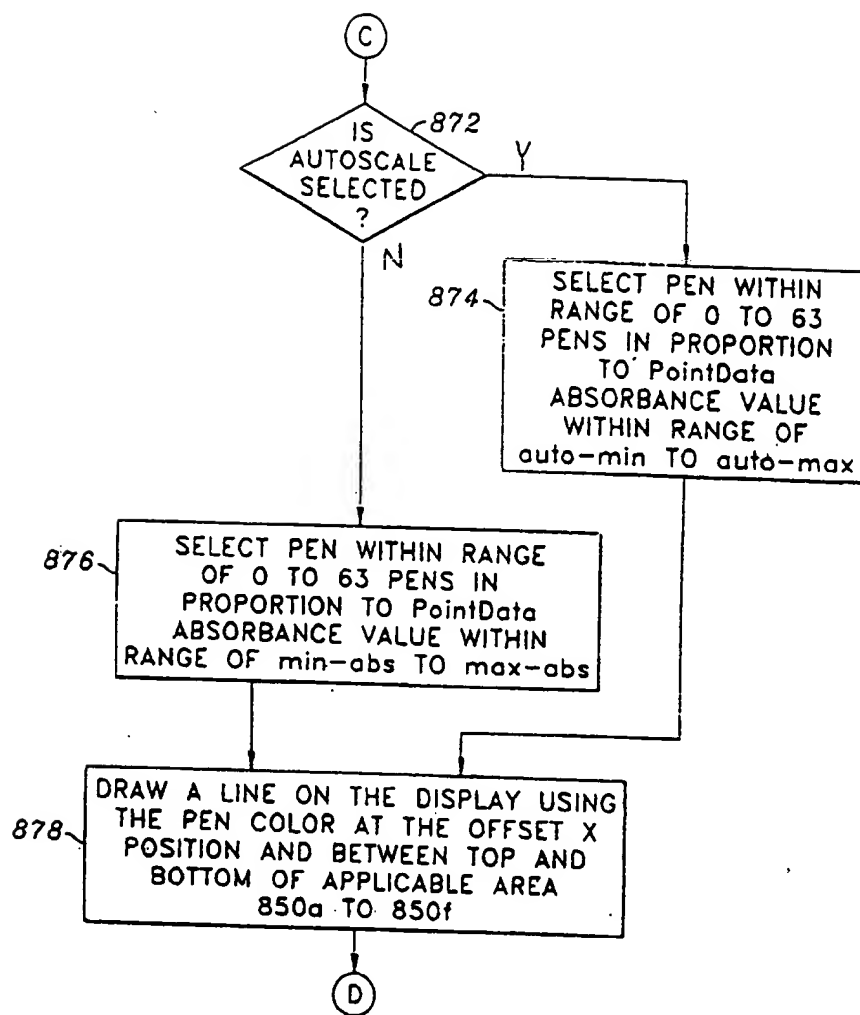 C
872
IS
AUTOSCALE
SELECTED
?
Y
N
874
SELECT PEN WITHIN
RANGE OF 0 TO 63
PENS IN PROPORTION
TO PointData
ABSORBANCE VALUE
WITHIN RANGE OF
auto-min TO auto-max
876
SELECT PEN WITHIN RANGE
OF 0 TO 63 PENS IN
PROPORTION TO PointData
ABSORBANCE VALUE WITHIN
RANGE OF min-abs TO max-abs
878
DRAW A LINE ON THE DISPLAY USING
THE PEN COLOR AT THE OFFSET X
POSITION AND BETWEEN TOP AND
BOTTOM OF APPLICABLE AREA
850a TO 850f
D